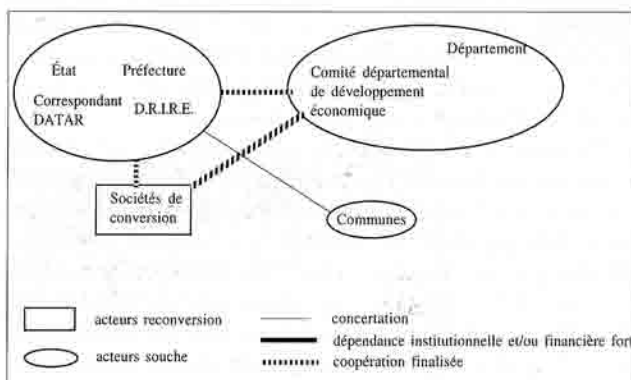 Département
État Préfecture
Correspondant D.R.I.R.E.
DATAR
Comité départemental
de développement
économique
Sociétés de
conversion
Communes
acteurs reconversion
acteurs souche
concertation
dépendance institutionnelle et/ou financière fort
coopération finalisée